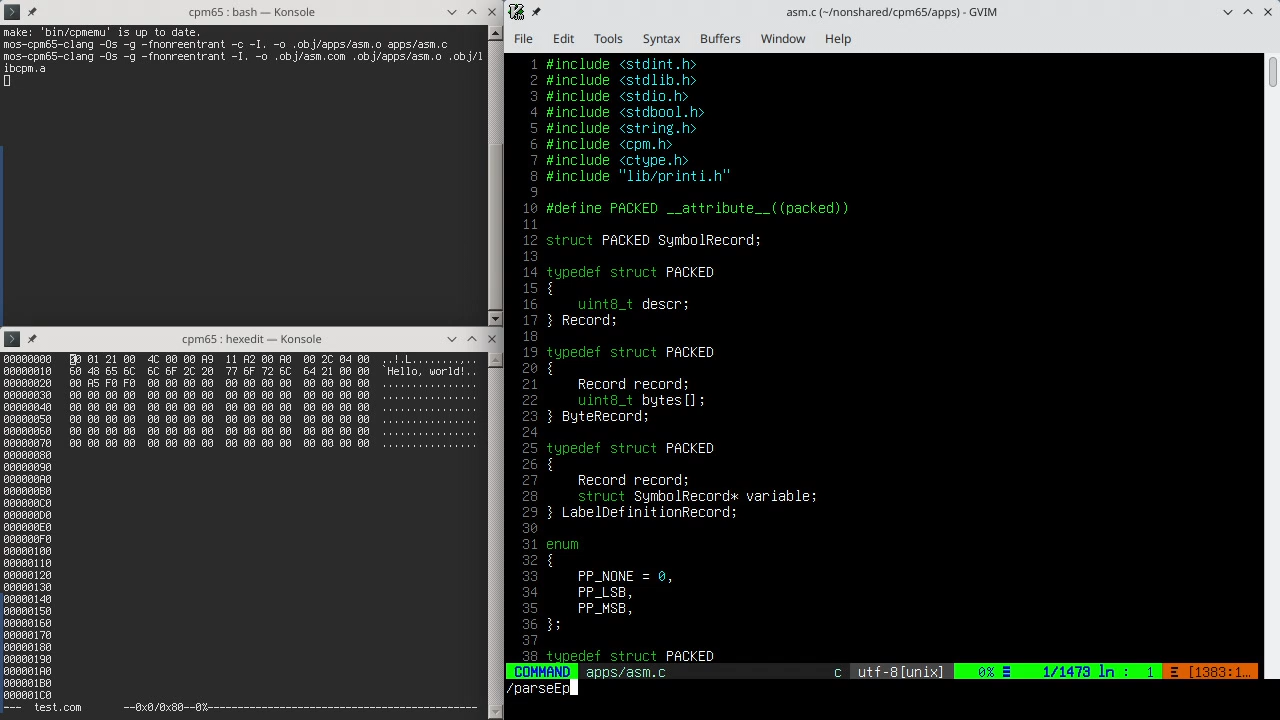 cpm65 : bash — Konsole
make: 'bin/cpmemu' is up to date.
mos-cpm65-clang -Os -g -fnonreentrant -c -I. -o .obj/apps/asm.o apps/asm.c
mos-cpm65-clang -Os -g -fnonreentrant -I. -o .obj/asm.com .obj/apps/asm.o .obj/l
ibcpm.a
cpm65 : hexedit — Konsole
00000000 00 01 21 00 4C 00 00 A9 11 A2 00 A0 00 2C 04 00 ..!.L........,..
00000010 60 48 65 6C 6C 6F 2C 20 77 6F 72 6C 64 21 00 00 `Hello, world!..
00000020 00 A5 F0 F0 00 00 00 00 00 00 00 00 00 00 00 00 ................
00000030 00 00 00 00 00 00 00 00 00 00 00 00 00 00 00 00 ................
00000040 00 00 00 00 00 00 00 00 00 00 00 00 00 00 00 00 ................
00000050 00 00 00 00 00 00 00 00 00 00 00 00 00 00 00 00 ................
00000060 00 00 00 00 00 00 00 00 00 00 00 00 00 00 00 00 ................
00000070 00 00 00 00 00 00 00 00 00 00 00 00 00 00 00 00 ................
00000080
00000090
000000A0
000000B0
000000C0
000000D0
000000E0
000000F0
00000100
00000110
00000120
00000130
00000140
00000150
00000160
00000170
00000180
00000190
000001A0
000001B0
000001C0
--- test.com --0x0/0x80--0%-----------------------------------------------
asm.c (~/nonshared/cpm65/apps) - GVIM
File Edit Tools Syntax Buffers Window Help
1 #include <stdint.h>
2 #include <stdlib.h>
3 #include <stdio.h>
4 #include <stdbool.h>
5 #include <string.h>
6 #include <cpm.h>
7 #include <ctype.h>
8 #include "lib/printi.h"
9
10 #define PACKED __attribute__((packed))
11
12 struct PACKED SymbolRecord;
13
14 typedef struct PACKED
15 {
16 uint8_t descr;
17 } Record;
18
19 typedef struct PACKED
20 {
21 Record record;
22 uint8_t bytes[];
23 } ByteRecord;
24
25 typedef struct PACKED
26 {
27 Record record;
28 struct SymbolRecord* variable;
29 } LabelDefinitionRecord;
30
31 enum
32 {
33 PP_NONE = 0,
34 PP_LSB,
35 PP_MSB,
36 };
37
38 typedef struct PACKED
COMMAND apps/asm.c c utf-8[unix] 0% ≡ 1/1473 ln : 1 Ξ [1383:1…
/parseEp